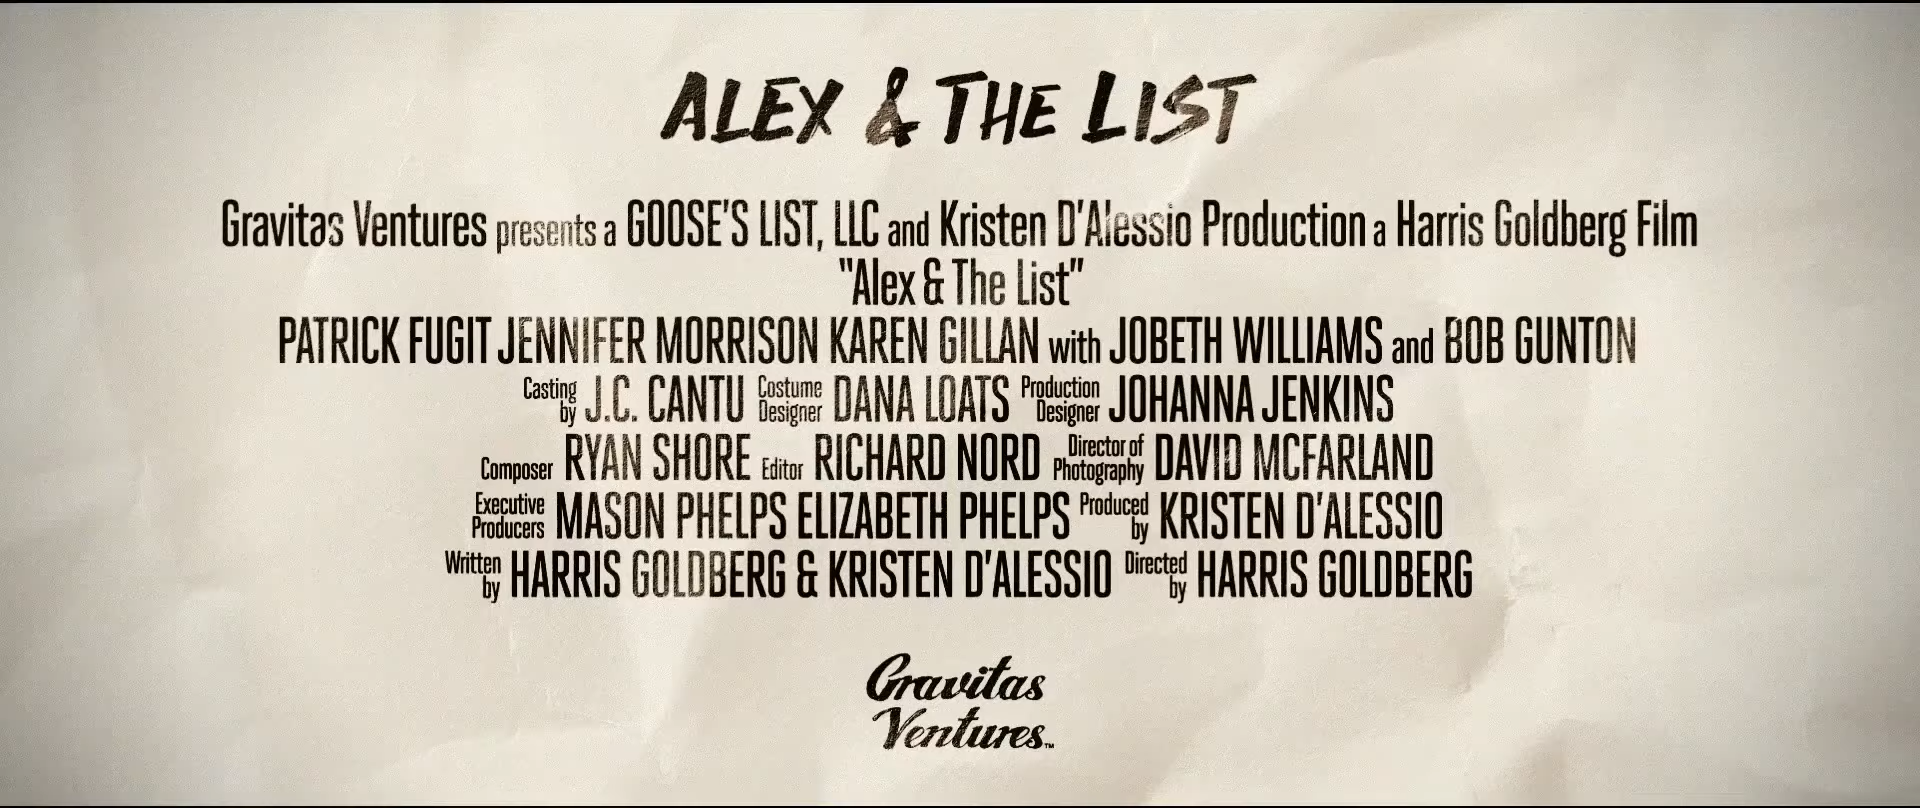 ALEX & THE LIST
Gravitas Ventures presents a GOOSE'S LIST, LLC and Kristen D'Alessio Production a Harris Goldberg Film
"Alex & The List"
PATRICK FUGIT JENNIFER MORRISON KAREN GILLAN with JOBETH WILLIAMS and BOB GUNTON
Casting by J.C. CANTU Costume Designer DANA LOATS Production Designer JOHANNA JENKINS
Composer RYAN SHORE Editor RICHARD NORD Director of Photography DAVID MCFARLAND
Executive Producers MASON PHELPS ELIZABETH PHELPS Produced by KRISTEN D'ALESSIO
Written by HARRIS GOLDBERG & KRISTEN D'ALESSIO Directed by HARRIS GOLDBERG
Gravitas
Ventures™